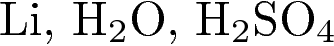 Li, H₂O, H₂SO₄